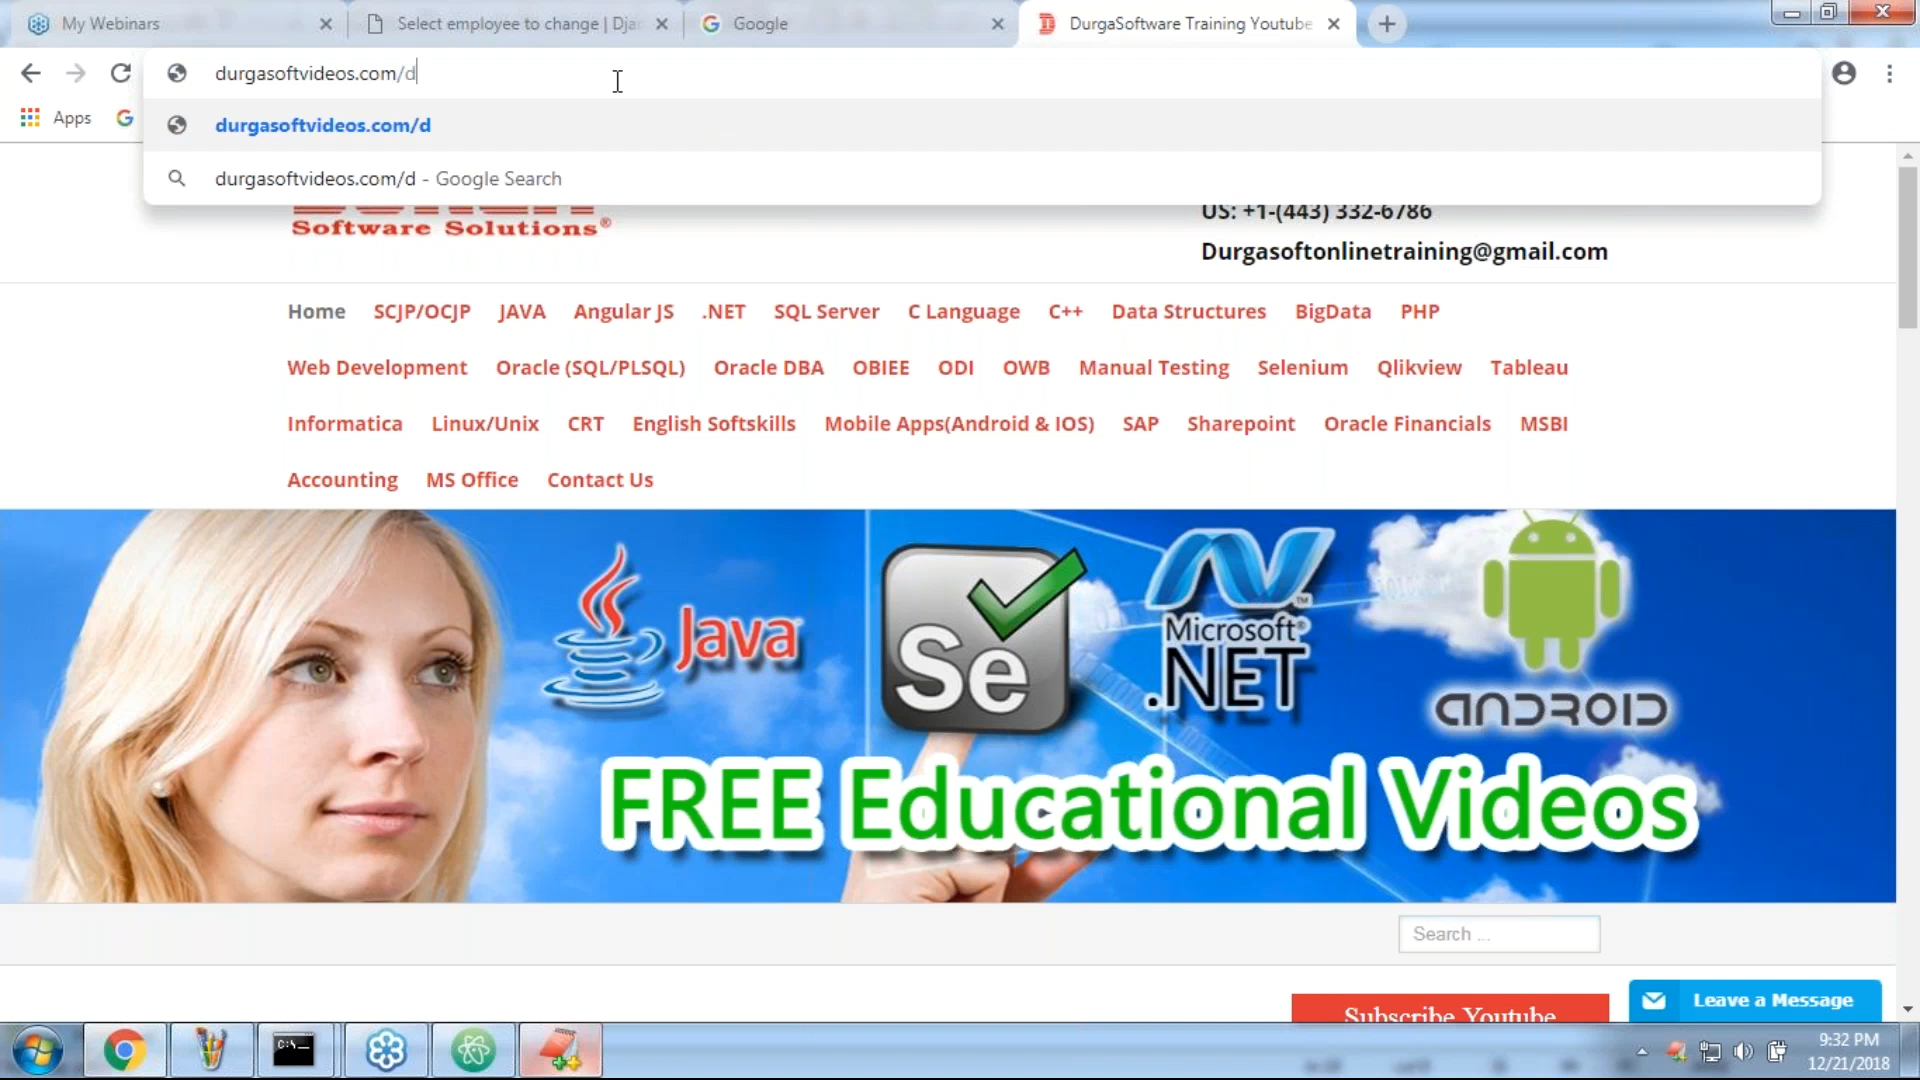 My Webinars
Select employee to change | Djan
Google
DurgaSoftware Training Youtube
durgasoftvideos.com/d
Apps
durgasoftvideos.com/d
durgasoftvideos.com/d - Google Search
Software Solutions®
US: +1-(443) 332-6786
Durgasoftonlinetraining@gmail.com
Home SCJP/OCJP JAVA Angular JS .NET SQL Server C Language C++ Data Structures BigData PHP
Web Development Oracle (SQL/PLSQL) Oracle DBA OBIEE ODI OWB Manual Testing Selenium Qlikview Tableau
Informatica Linux/Unix CRT English Softskills Mobile Apps(Android & IOS) SAP Sharepoint Oracle Financials MSBI
Accounting MS Office Contact Us
Java
Se
Microsoft®
.NET
ANDROID
FREE Educational Videos
Search ...
Subscribe Youtube
Leave a Message
C:\_
9:32 PM
12/21/2018